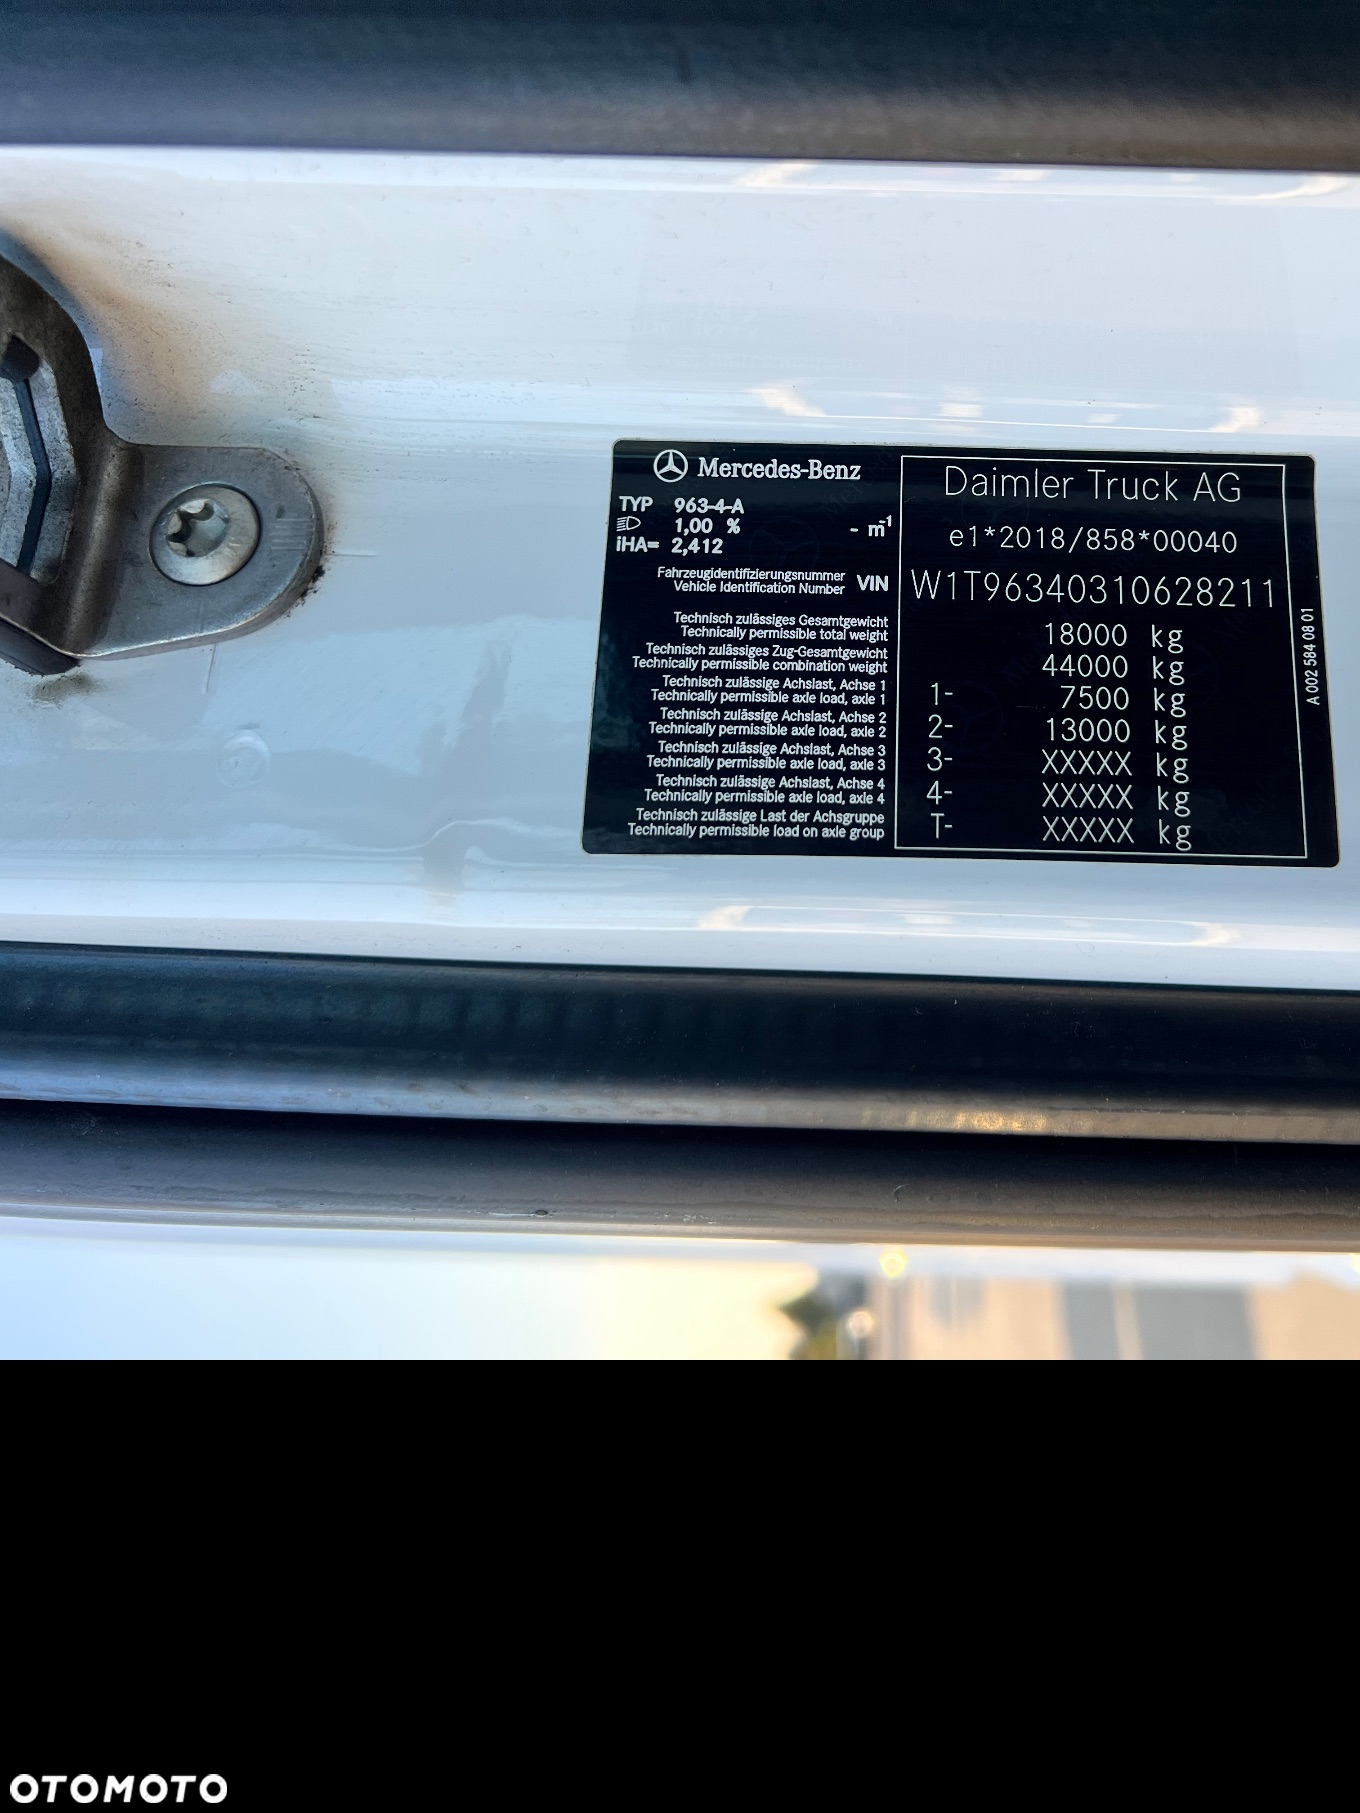 Mercedes-Benz
TYP 963-4-A
1,00 % - m-1
iHA= 2,412
Daimler Truck AG
e1*2018/858*00040
Fahrzeugidentifizierungsnummer
Vehicle Identification Number VIN W1T96340310628211
Technisch zulässiges Gesamtgewicht
Technically permissible total weight 18000 kg
Technisch zulässiges Zug-Gesamtgewicht
Technically permissible combination weight 44000 kg
Technisch zulässige Achslast, Achse 1
Technically permissible axle load, axle 1 1- 7500 kg
Technisch zulässige Achslast, Achse 2
Technically permissible axle load, axle 2 2- 13000 kg
Technisch zulässige Achslast, Achse 3
Technically permissible axle load, axle 3 3- XXXXX kg
Technisch zulässige Achslast, Achse 4
Technically permissible axle load, axle 4 4- XXXXX kg
Technisch zulässige Last der Achsgruppe
Technically permissible load on axle group T- XXXXX kg
A 002 584 08 01
OTOMOTO